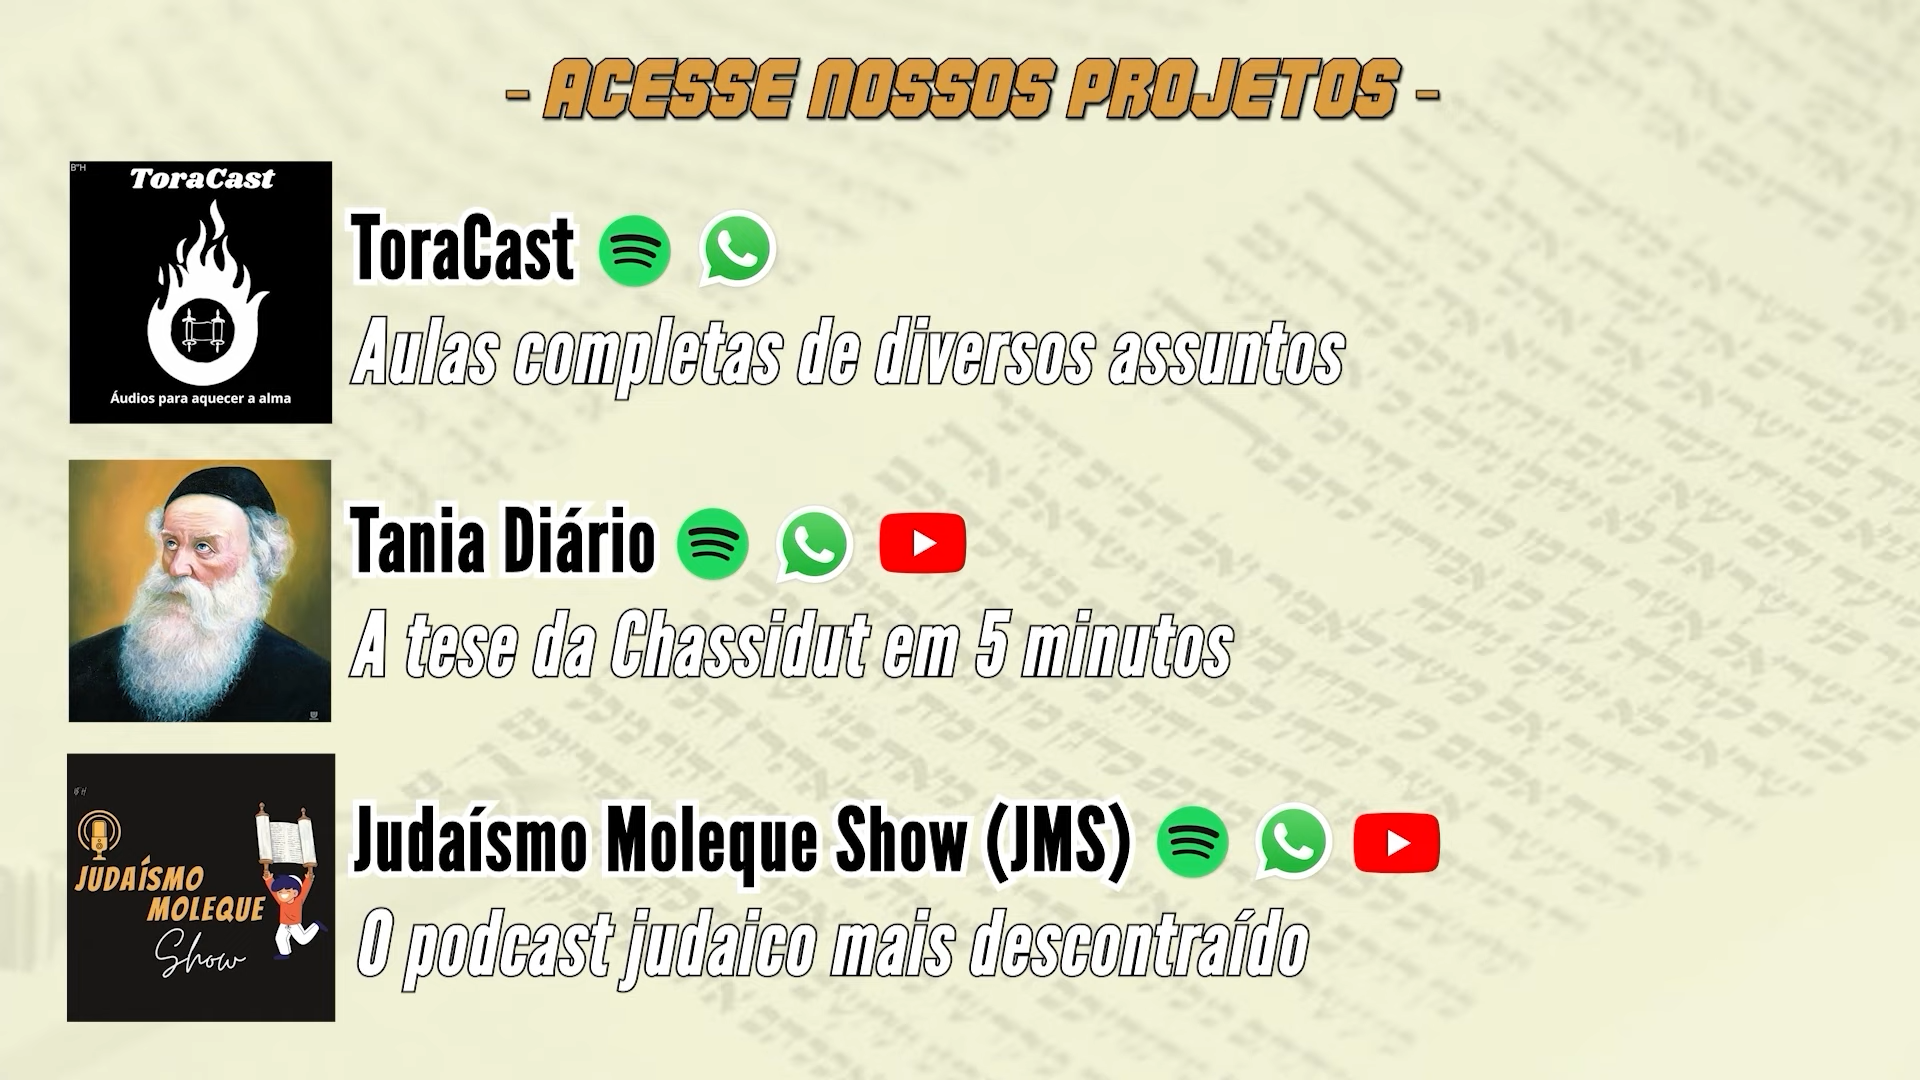 - ACESSE NOSSOS PROJETOS -
B"H
ToraCast
Áudios para aquecer a alma
ToraCast
Aulas completas de diversos assuntos
Tania Diário
A tese da Chassidut em 5 minutos
JUDAÍSMO
MOLEQUE
Show
Judaísmo Moleque Show (JMS)
O podcast judaico mais descontraído